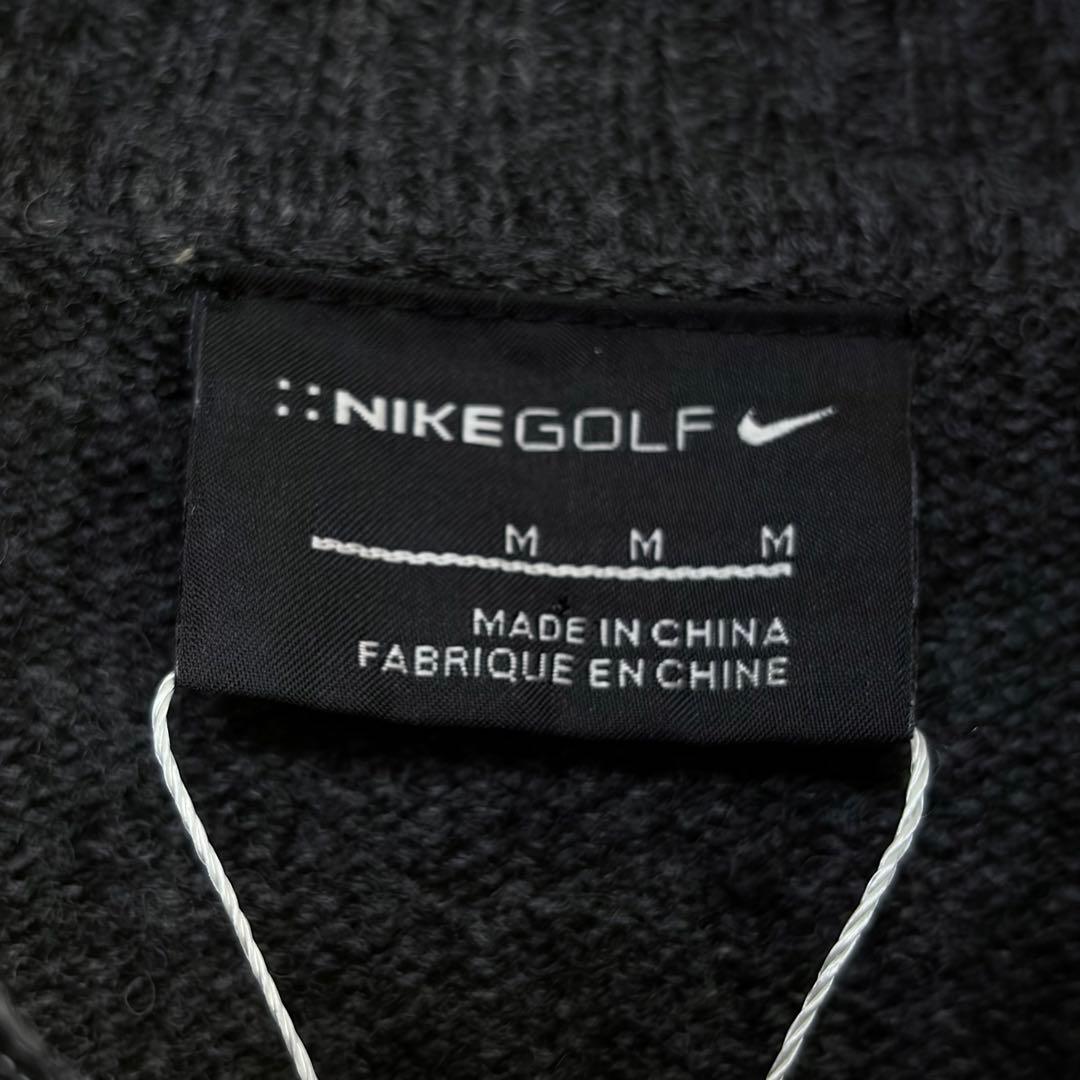 NIKEGOLF
M M M
MADE IN CHINA
FABRIQUE EN CHINE